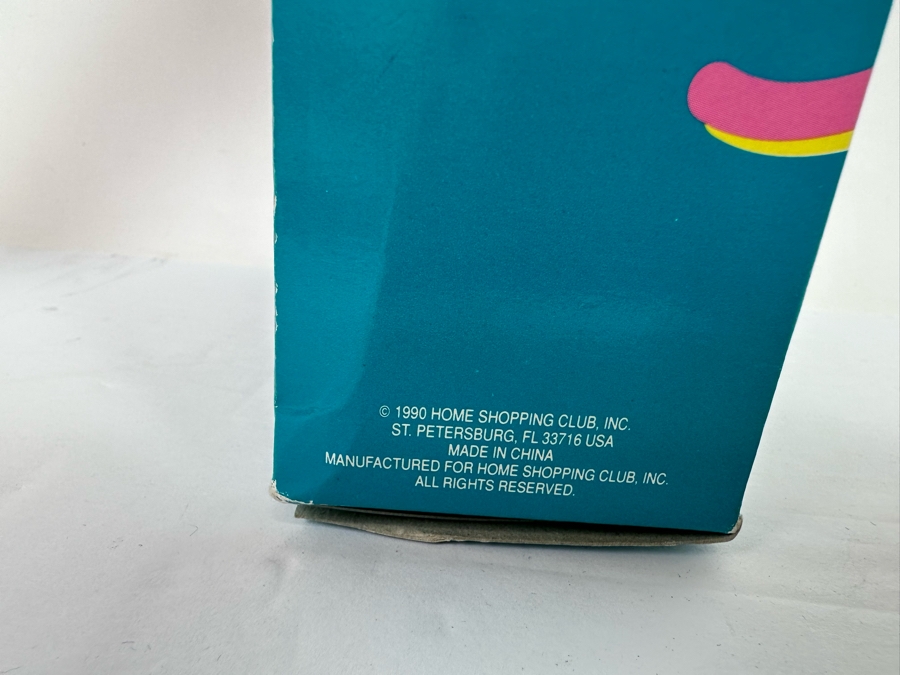 © 1990 HOME SHOPPING CLUB, INC.
ST. PETERSBURG, FL 33716 USA
MADE IN CHINA
MANUFACTURED FOR HOME SHOPPING CLUB, INC.
ALL RIGHTS RESERVED.